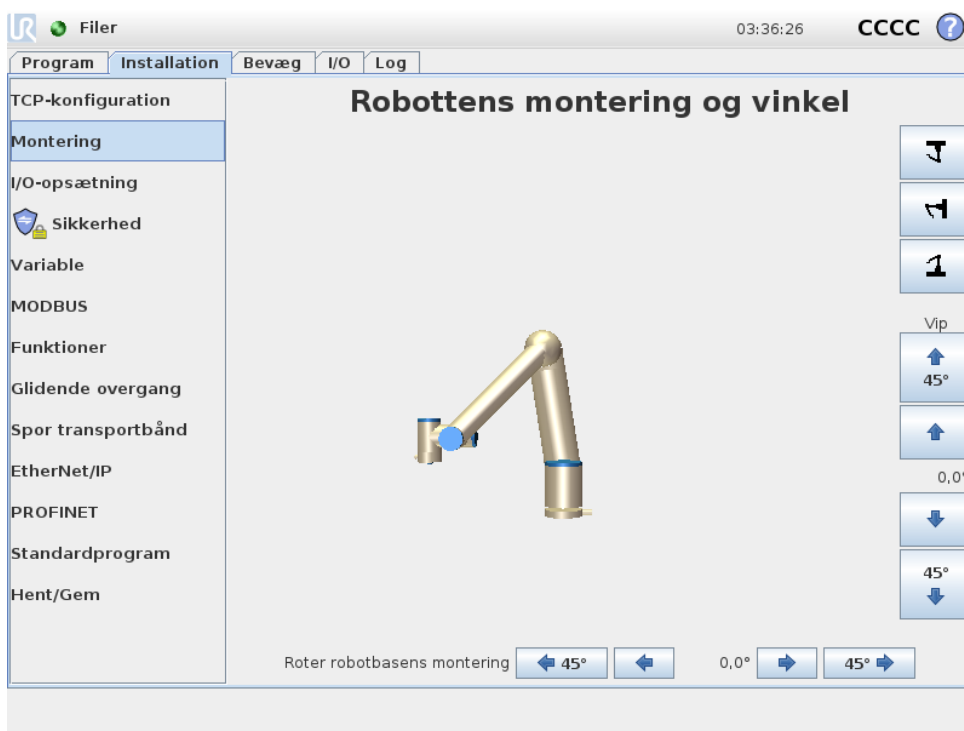 UR Filer 03:36:26 CCCC ?
Program Installation Bevæg I/O Log
TCP-konfiguration
Montering
I/O-opsætning
Sikkerhed
Variable
MODBUS
Funktioner
Glidende overgang
Spor transportbånd
EtherNet/IP
PROFINET
Standardprogram
Hent/Gem
Robottens montering og vinkel
Vip
45°
0,0°
45°
Roter robotbasens montering 45° 0,0° 45°